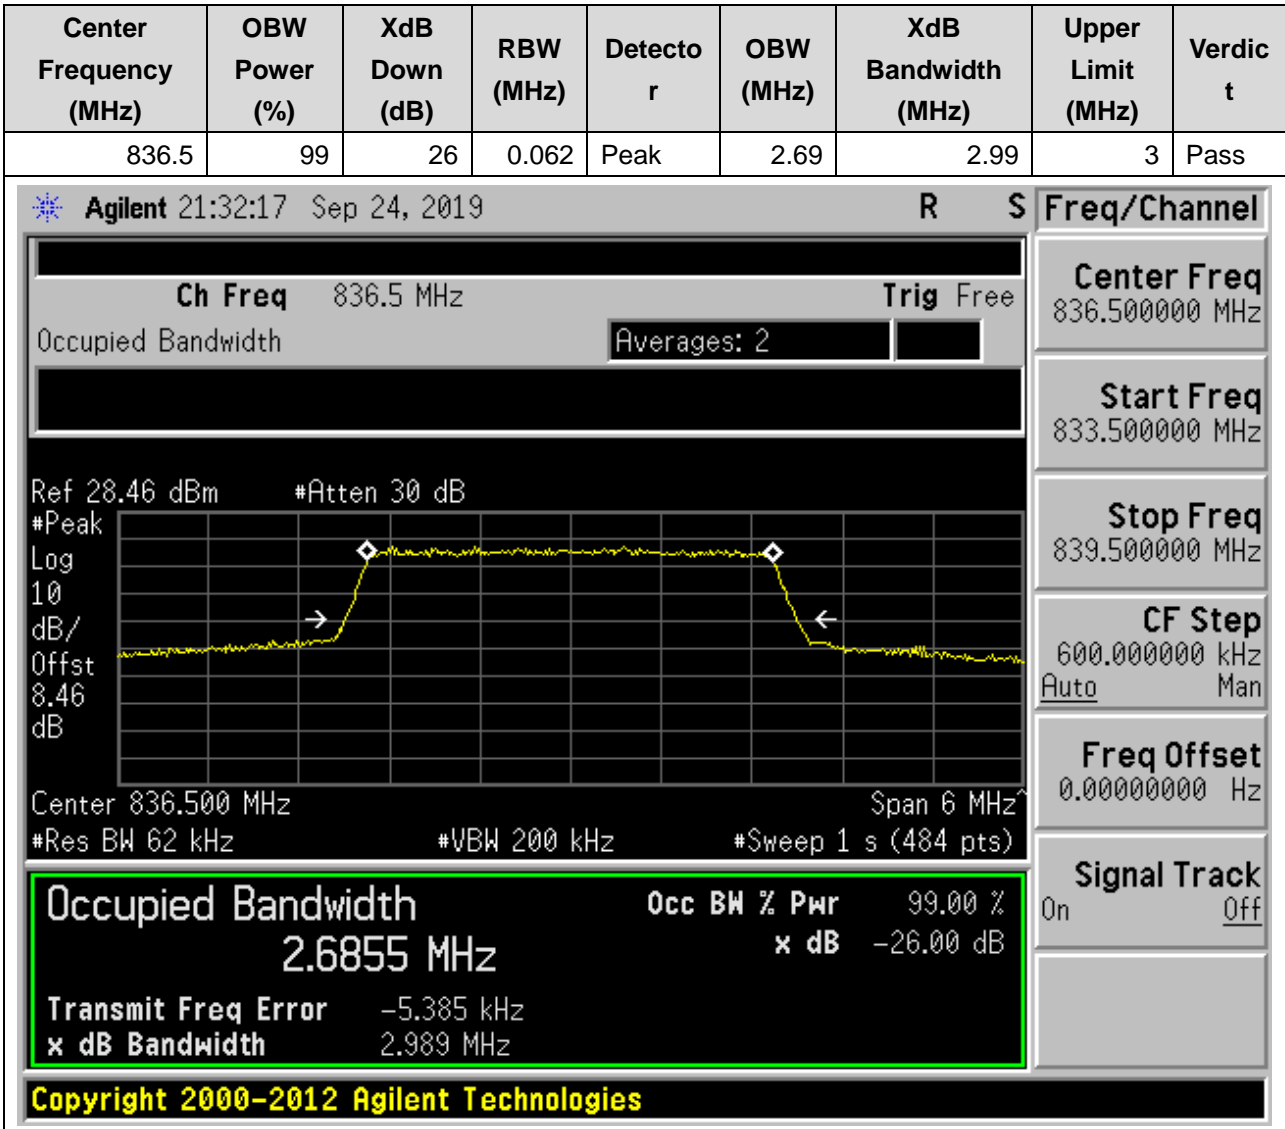 Center Frequency (MHz) OBW Power (%) XdB Down (dB) RBW (MHz) Detecto r OBW (MHz) XdB Bandwidth (MHz) Upper Limit (MHz) Verdic t
836.5 99 26 0.062 Peak 2.69 2.99 3 Pass
Agilent 21:32:17 Sep 24, 2019 R S Freq/Channel
Ch Freq 836.5 MHz Trig Free
Occupied Bandwidth Averages: 2
Center Freq
836.500000 MHz
Start Freq
833.500000 MHz
Stop Freq
839.500000 MHz
CF Step
600.000000 kHz
Auto Man
Freq Offset
0.00000000 Hz
Signal Track
On Off
Ref 28.46 dBm #Atten 30 dB
#Peak
Log
10
dB/
Offst
8.46
dB
Center 836.500 MHz Span 6 MHz^
#Res BW 62 kHz #VBW 200 kHz #Sweep 1 s (484 pts)
Occupied Bandwidth Occ BW % Pwr 99.00 %
2.6855 MHz x dB -26.00 dB
Transmit Freq Error -5.385 kHz
x dB Bandwidth 2.989 MHz
Copyright 2000-2012 Agilent Technologies